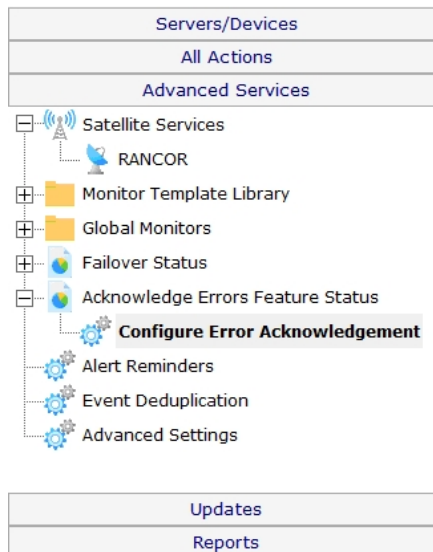 Servers/Devices
All Actions
Advanced Services
Satellite Services
RANCOR
Monitor Template Library
Global Monitors
Failover Status
Acknowledge Errors Feature Status
Configure Error Acknowledgement
Alert Reminders
Event Deduplication
Advanced Settings
Updates
Reports